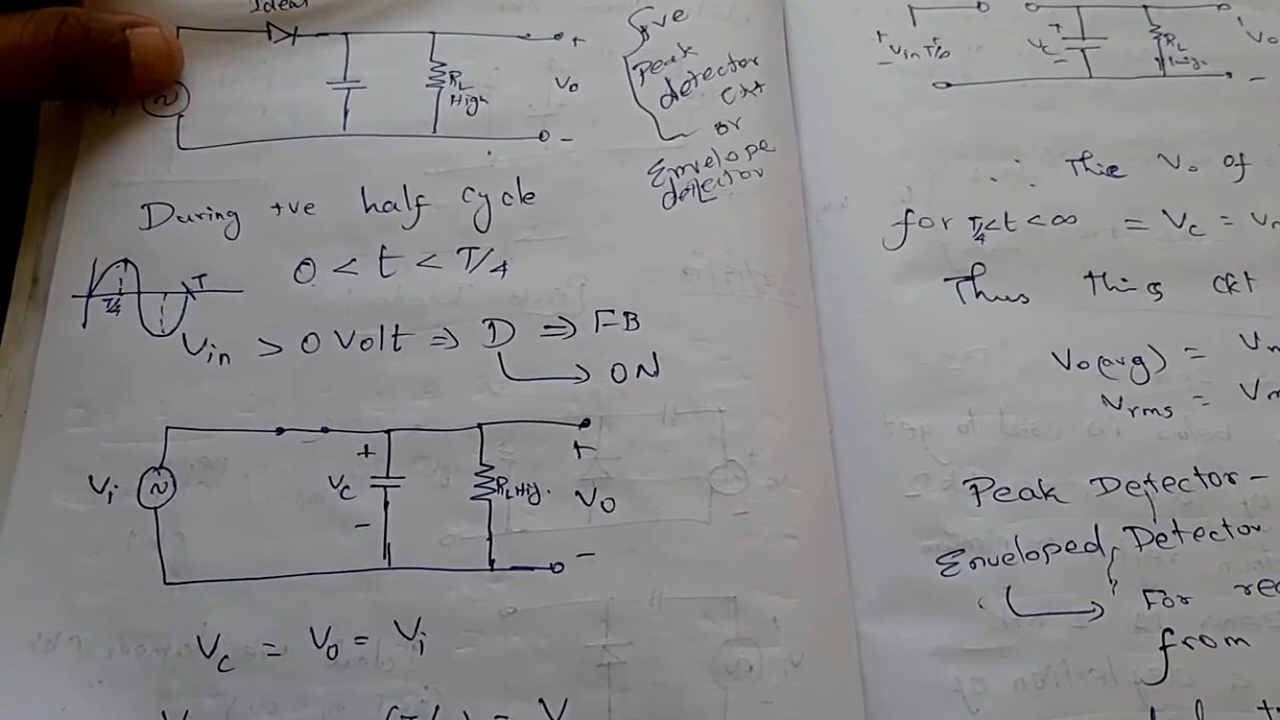 Ideal
+
RL
High
Vo
-
+ve
Peak
detector
ckt
or
Envelope
detector
During +ve half cycle
0 < t < T/4
T/4
T
Vin > 0 Volt ⇒ D ⇒ FB
ON
Vi
+
Vc
-
RL Hig.
+
Vo
-
Vc = Vo = Vi
+
Vin
-
+
Vc
-
RL
High
Vo
-
∴ The Vo of
for T/4<t<∞ = Vc =
Thus this ckt
Vo(avg) =
Vrms =
Peak Detector-
Enveloped Detector
For
from